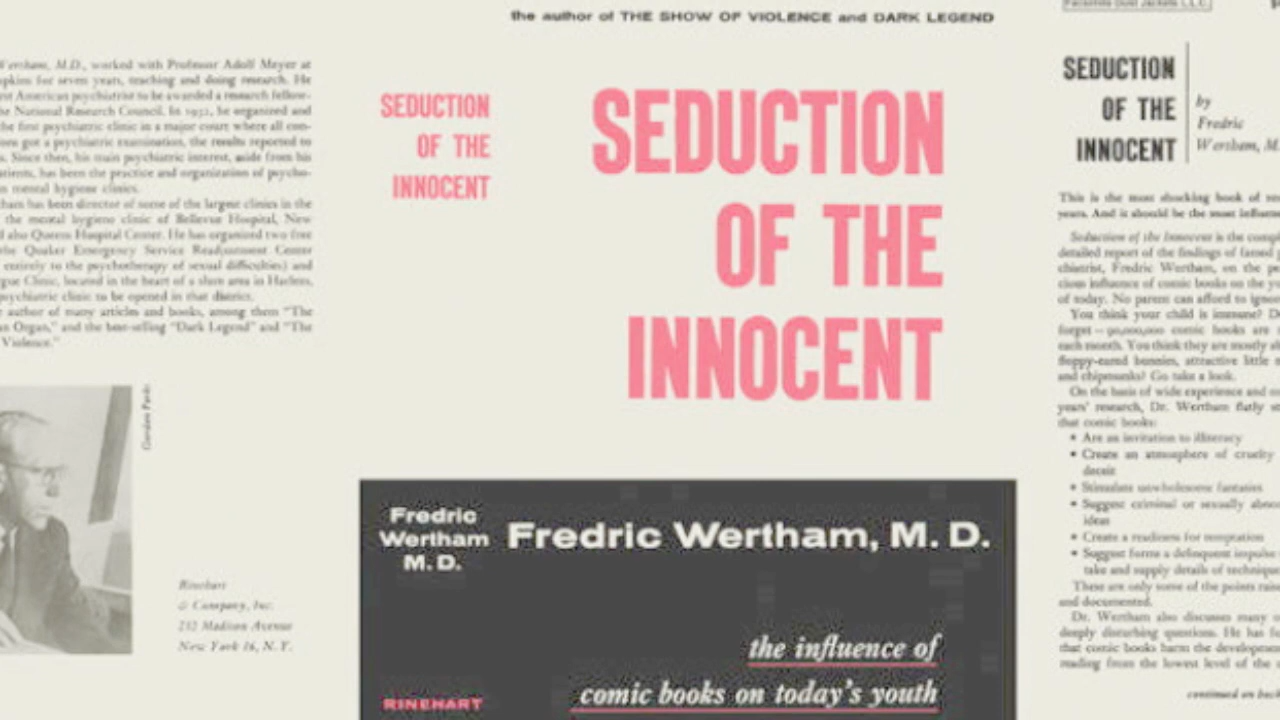 the author of THE SHOW OF VIOLENCE and DARK LEGEND
Wertham, M.D., worked with Professor Adolf Meyer at
for seven years, teaching and doing research. He
American psychiatrist to be awarded a research fellow-
National Research Council. In 1932, he organized and
the first psychiatric clinic in a major court where all con-
got a psychiatric examination, the results reported to
Since then, his main psychiatric interest, aside from his
has been the practice and organization of psycho-
mental hygiene clinics.
has been director of some of the largest clinics in the
the mental hygiene clinic of Bellevue Hospital, New
also Queens Hospital Center. He has organized two free
Quaker Emergency Service Readjustment Center
entirely to the psychotherapy of sexual difficulties) and
Clinic, located in the heart of a slum area in Harlem,
psychiatric clinic to be opened in that district.
author of many articles and books, among them "The
Organ," and the best-selling "Dark Legend" and "The
Violence."
Gordon Parks
Rinehart
& Company, Inc.
232 Madison Avenue
New York 16, N.Y.
SEDUCTION
OF THE
INNOCENT
SEDUCTION
OF THE
INNOCENT
Fredric
Wertham
M. D.
Fredric Wertham, M. D.
the influence of
comic books on today's youth
RINEHART
Facsimile Dust Jackets L.L.C.
SEDUCTION
OF THE
INNOCENT
by
Fredric
Wertham, M.
This is the most shocking book of
years. And it should be the most
Seduction of the Innocent is the
detailed report of the findings of famed
chiatrist, Fredric Wertham, on the
cious influence of comic books on the
of today. No parent can afford to
You think your child is immune?
forget – 90,000,000 comic books are
each month. You think they are mostly
floppy-eared bunnies, attractive little
and chipmunks? Go take a look.
On the basis of wide experience and
years' research, Dr. Wertham flatly
that comic books:
• Are an invitation to illiteracy
• Create an atmosphere of cruelty
deceit
• Stimulate unwholesome fantasies
• Suggest criminal or sexually
ideas
• Create a readiness for temptation
• Suggest forms a delinquent impulse
take and supply details of
These are only some of the points
and documented.
Dr. Wertham also discusses many
deeply disturbing questions. He has
that comic books harm the
reading from the lowest level of the
continued on